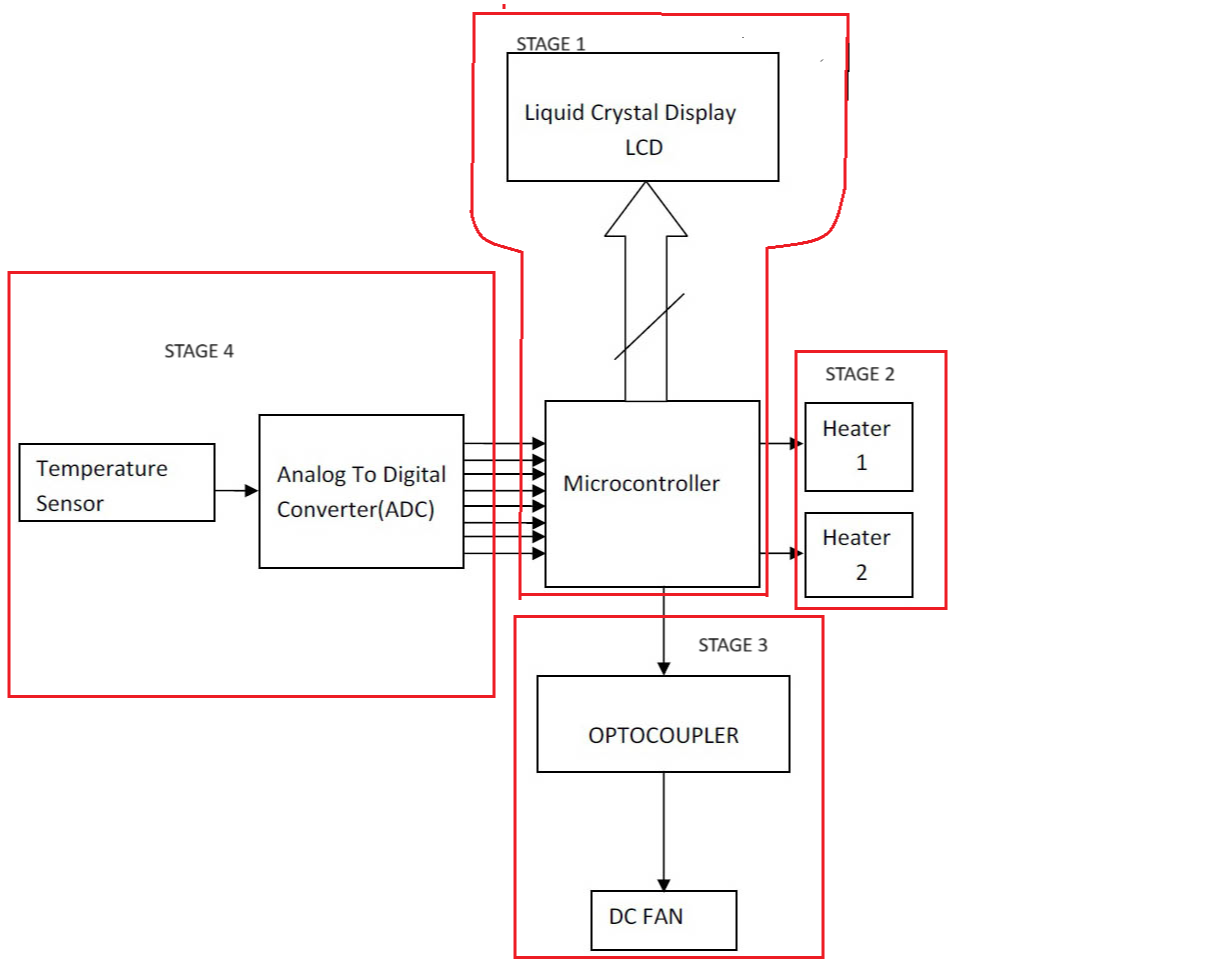 STAGE 1
Liquid Crystal Display
LCD
STAGE 4
STAGE 2
Temperature
Sensor
Analog To Digital
Converter(ADC)
Microcontroller
Heater
1
Heater
2
STAGE 3
OPTOCOUPLER
DC FAN